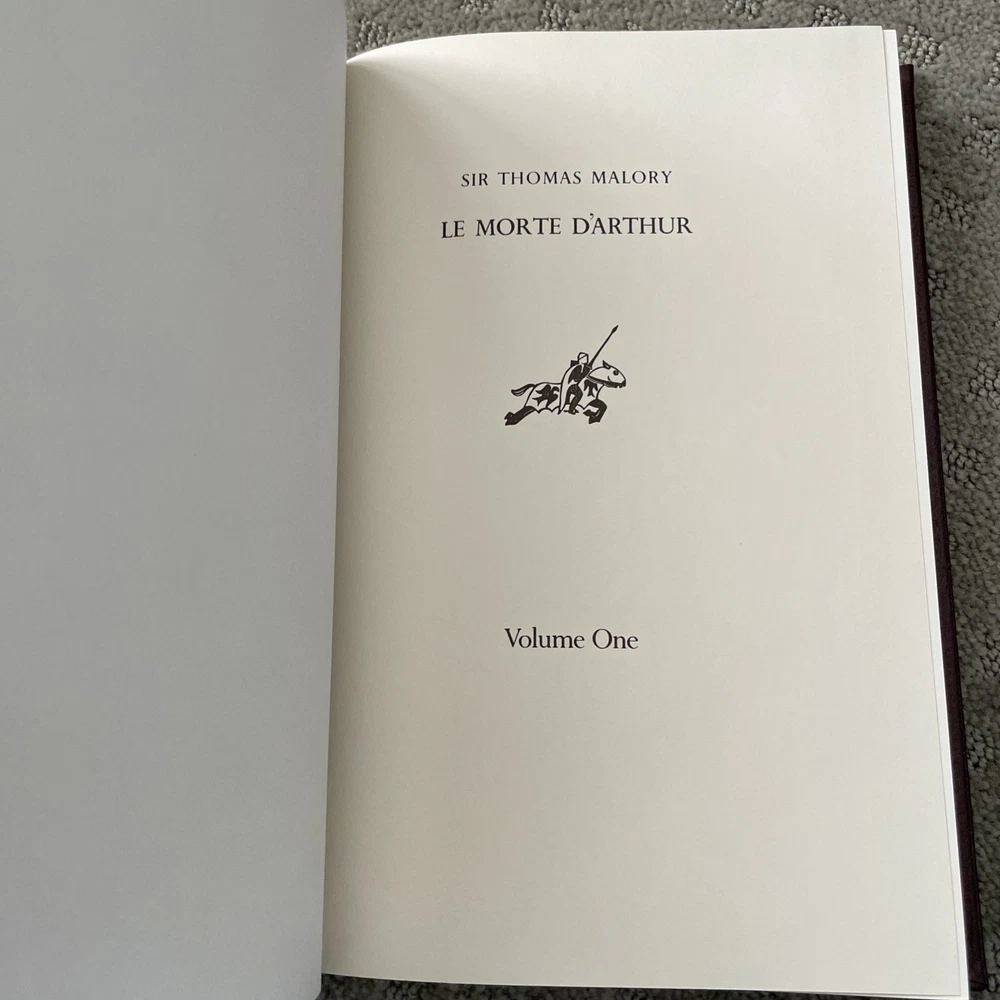 SIR THOMAS MALORY
LE MORTE D'ARTHUR
Volume One